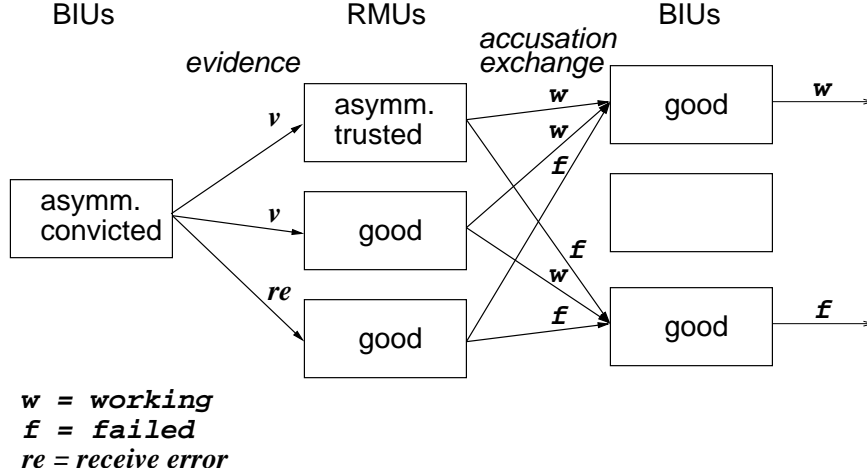 BIUs
RMUs
BIUs
evidence
accusation
exchange
asymm.
convicted
v
v
re
asymm.
trusted
good
good
w
w
f
f
w
f
good
good
w
f
w = working
f = failed
re = receive error